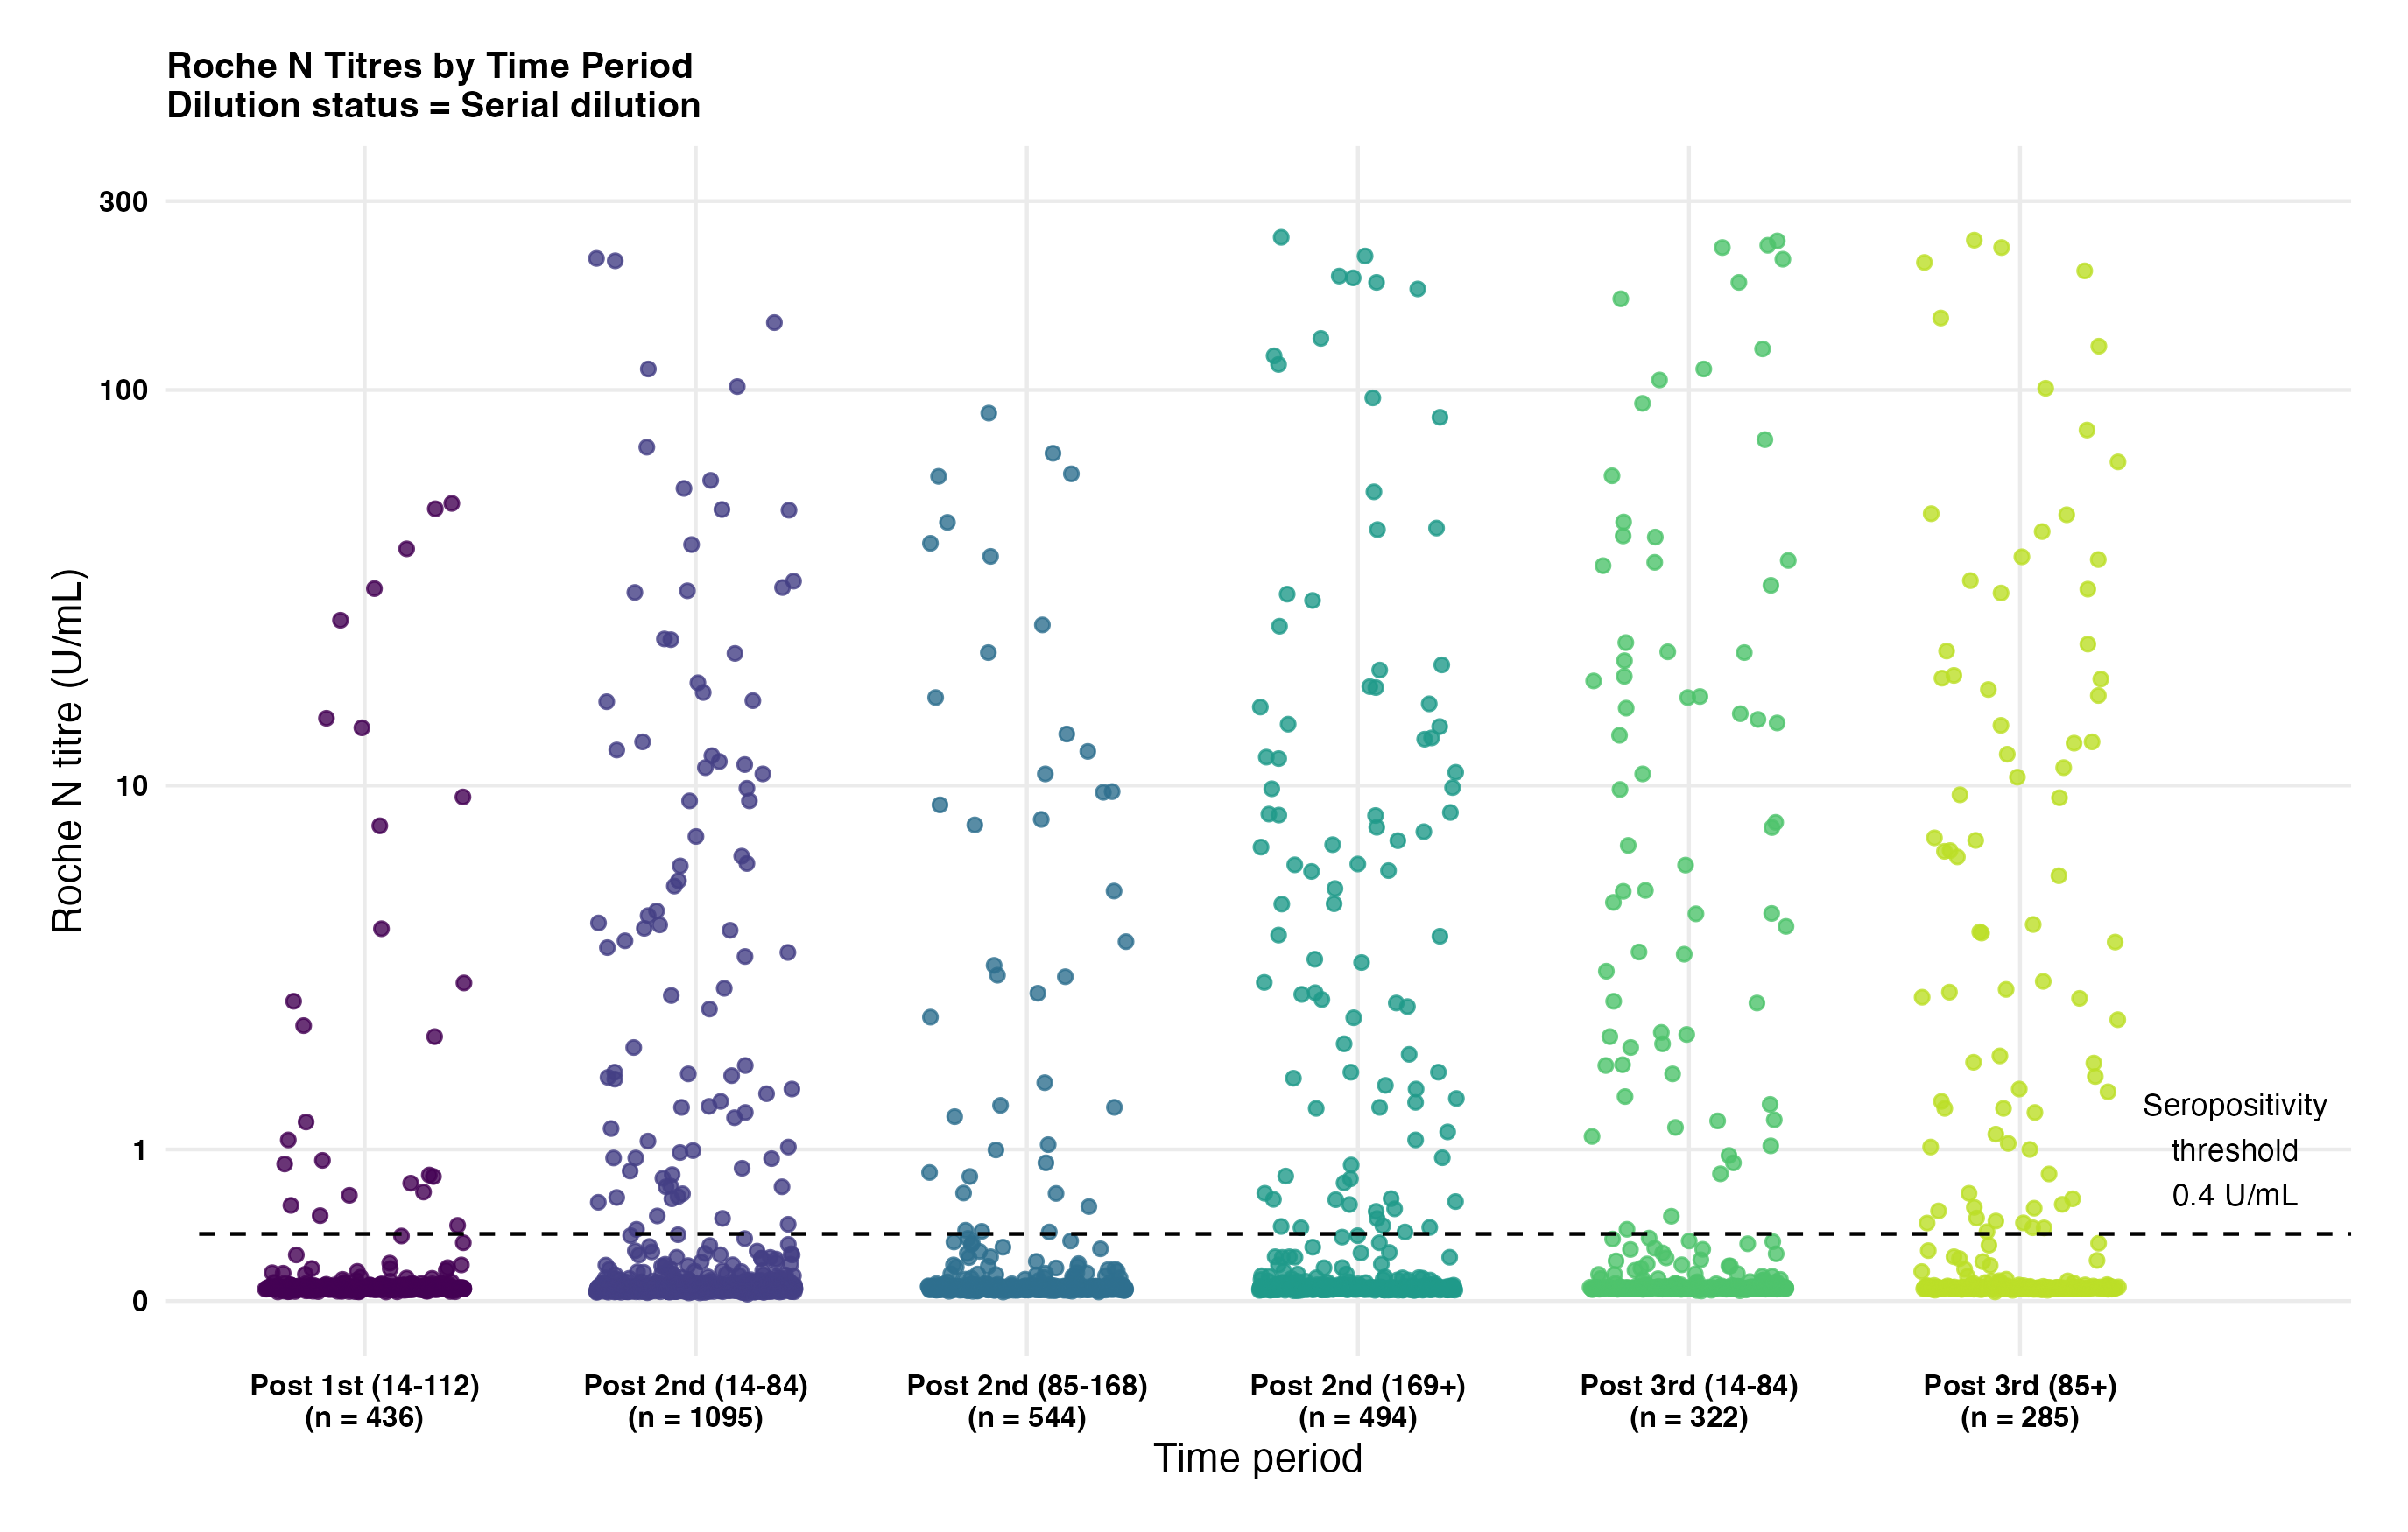 Roche N Titres by Time Period
Dilution status = Serial dilution
Roche N titre (U/mL)
300
100
10
1
0
Seropositivity
threshold
0.4 U/mL
Post 1st (14-112)
(n = 436)
Post 2nd (14-84)
(n = 1095)
Post 2nd (85-168)
(n = 544)
Post 2nd (169+)
(n = 494)
Post 3rd (14-84)
(n = 322)
Post 3rd (85+)
(n = 285)
Time period